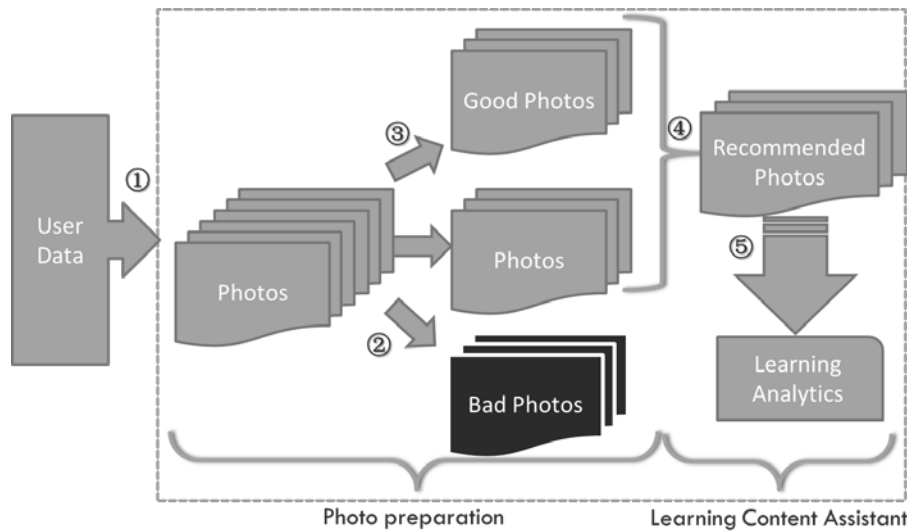 User
Data
①
Photos
③
②
Good Photos
Photos
Bad Photos
④
Recommended
Photos
⑤
Learning
Analytics
Photo preparation
Learning Content Assistant